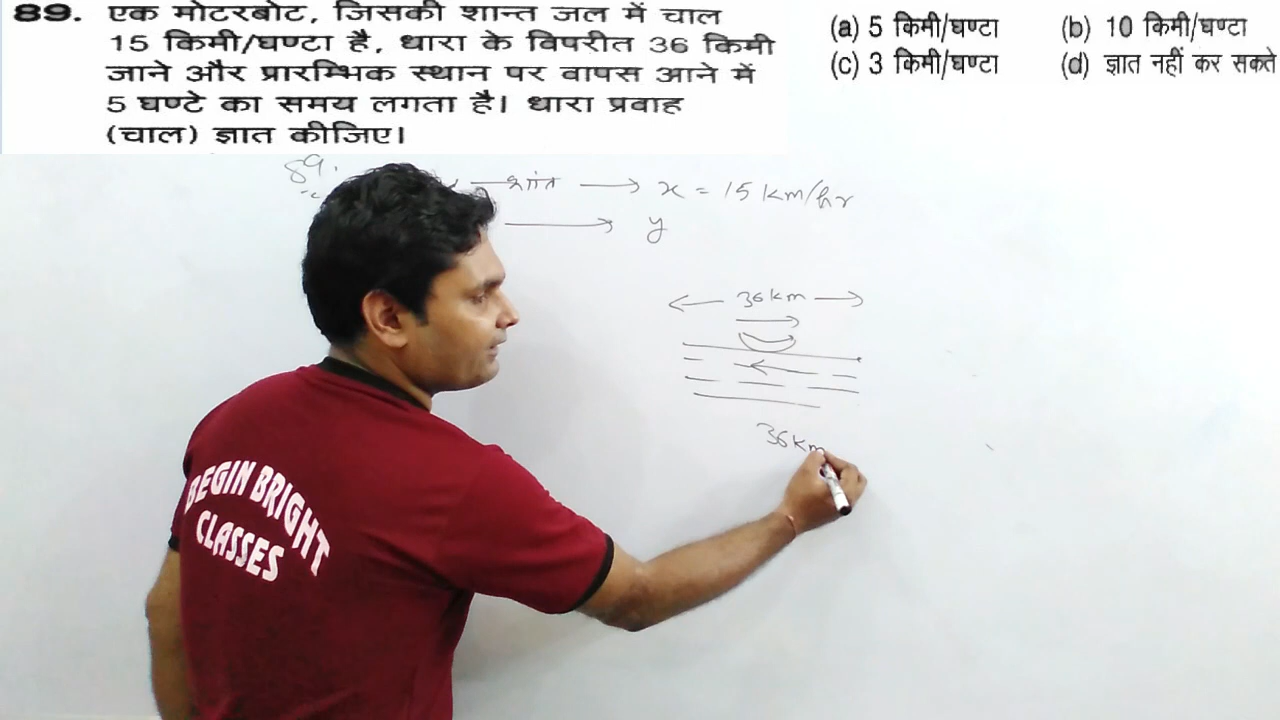 89. एक मोटरबोट, जिसकी शान्त जल में चाल
15 किमी/घण्टा है, धारा के विपरीत 36 किमी
जाने और प्रारम्भिक स्थान पर वापस आने में
5 घण्टे का समय लगता है। धारा प्रवाह
(चाल) ज्ञात कीजिए।
(a) 5 किमी/घण्टा (b) 10 किमी/घण्टा
(c) 3 किमी/घण्टा (d) ज्ञात नहीं कर सकते
89.
शांत → x = 15 km/hr
→ y
36 km
36 km
BEGIN BRIGHT
CLASSES